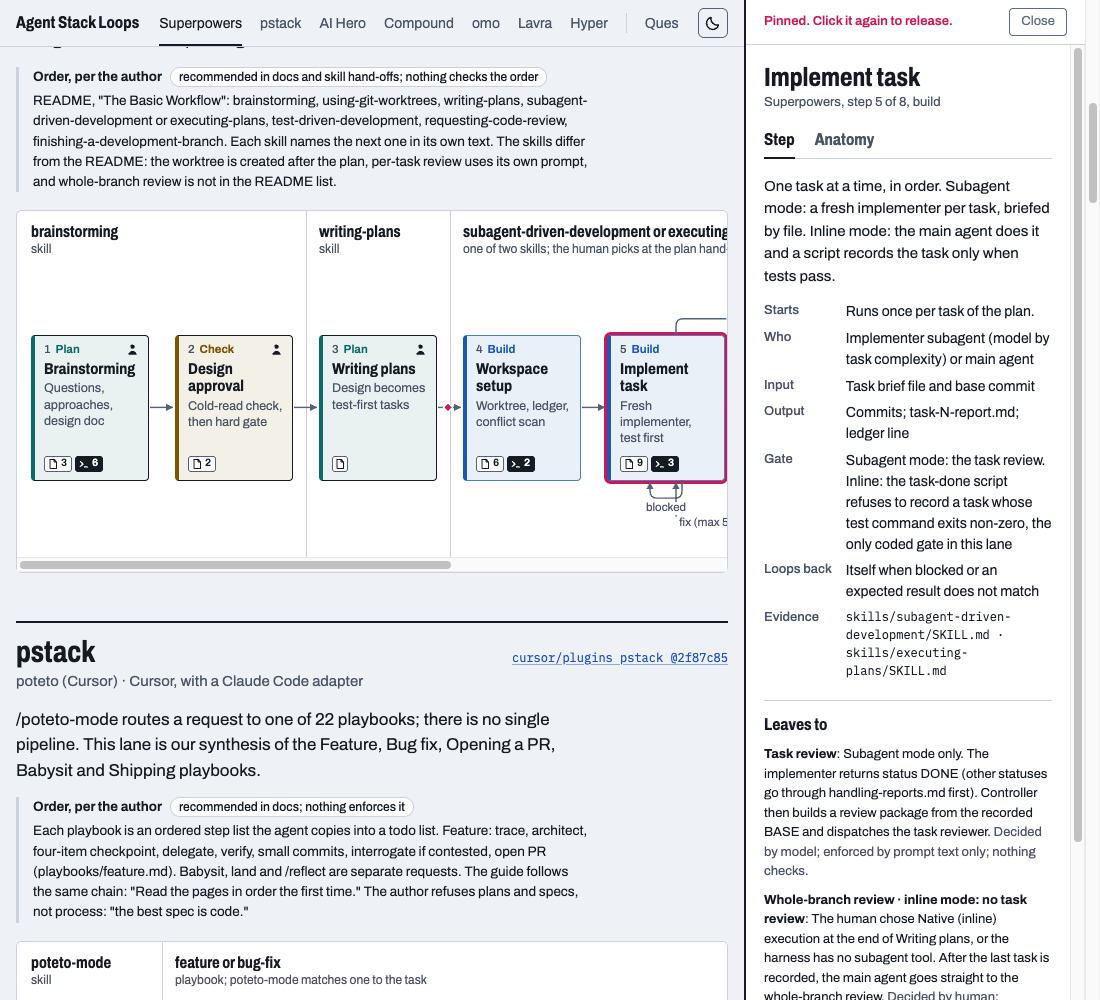 Agent Stack Loops Superpowers pstack AI Hero Compound omo Lavra Hyper Ques
Order, per the author recommended in docs and skill hand-offs; nothing checks the order
README, "The Basic Workflow": brainstorming, using-git-worktrees, writing-plans, subagent-
driven-development or executing-plans, test-driven-development, requesting-code-review,
finishing-a-development-branch. Each skill names the next one in its own text. The skills differ
from the README: the worktree is created after the plan, per-task review uses its own prompt,
and whole-branch review is not in the README list.
brainstorming
skill
writing-plans
skill
subagent-driven-development or executing
one of two skills; the human picks at the plan hand-
1 Plan
Brainstorming
Questions,
approaches,
design doc
3 6
2 Check
Design
approval
Cold-read check,
then hard gate
2
3 Plan
Writing plans
Design becomes
test-first tasks
4 Build
Workspace
setup
Worktree, ledger,
conflict scan
6 2
5 Build
Implement
task
Fresh
implementer,
test first
9 3
blocked
fix (max 5
pstack
cursor/plugins pstack @2f87c85
poteto (Cursor) · Cursor, with a Claude Code adapter
/poteto-mode routes a request to one of 22 playbooks; there is no single
pipeline. This lane is our synthesis of the Feature, Bug fix, Opening a PR,
Babysit and Shipping playbooks.
Order, per the author recommended in docs; nothing enforces it
Each playbook is an ordered step list the agent copies into a todo list. Feature: trace, architect,
four-item checkpoint, delegate, verify, small commits, interrogate if contested, open PR
(playbooks/feature.md). Babysit, land and /reflect are separate requests. The guide follows
the same chain: "Read the pages in order the first time." The author refuses plans and specs,
not process: "the best spec is code."
poteto-mode
skill
feature or bug-fix
playbook; poteto-mode matches one to the task
Pinned. Click it again to release.
Close
Implement task
Superpowers, step 5 of 8, build
Step Anatomy
One task at a time, in order. Subagent
mode: a fresh implementer per task, briefed
by file. Inline mode: the main agent does it
and a script records the task only when
tests pass.
Starts Runs once per task of the plan.
Who Implementer subagent (model by
task complexity) or main agent
Input Task brief file and base commit
Output Commits; task-N-report.md;
ledger line
Gate Subagent mode: the task review.
Inline: the task-done script
refuses to record a task whose
test command exits non-zero, the
only coded gate in this lane
Loops back Itself when blocked or an
expected result does not match
Evidence skills/subagent-driven-
development/SKILL.md ·
skills/executing-
plans/SKILL.md
Leaves to
Task review: Subagent mode only. The
implementer returns status DONE (other statuses
go through handling-reports.md first). Controller
then builds a review package from the recorded
BASE and dispatches the task reviewer. Decided
by model; enforced by prompt text only; nothing
checks.
Whole-branch review · inline mode: no task
review: The human chose Native (inline)
execution at the end of Writing plans, or the
harness has no subagent tool. After the last task is
recorded, the main agent goes straight to the
whole-branch review. Decided by human;